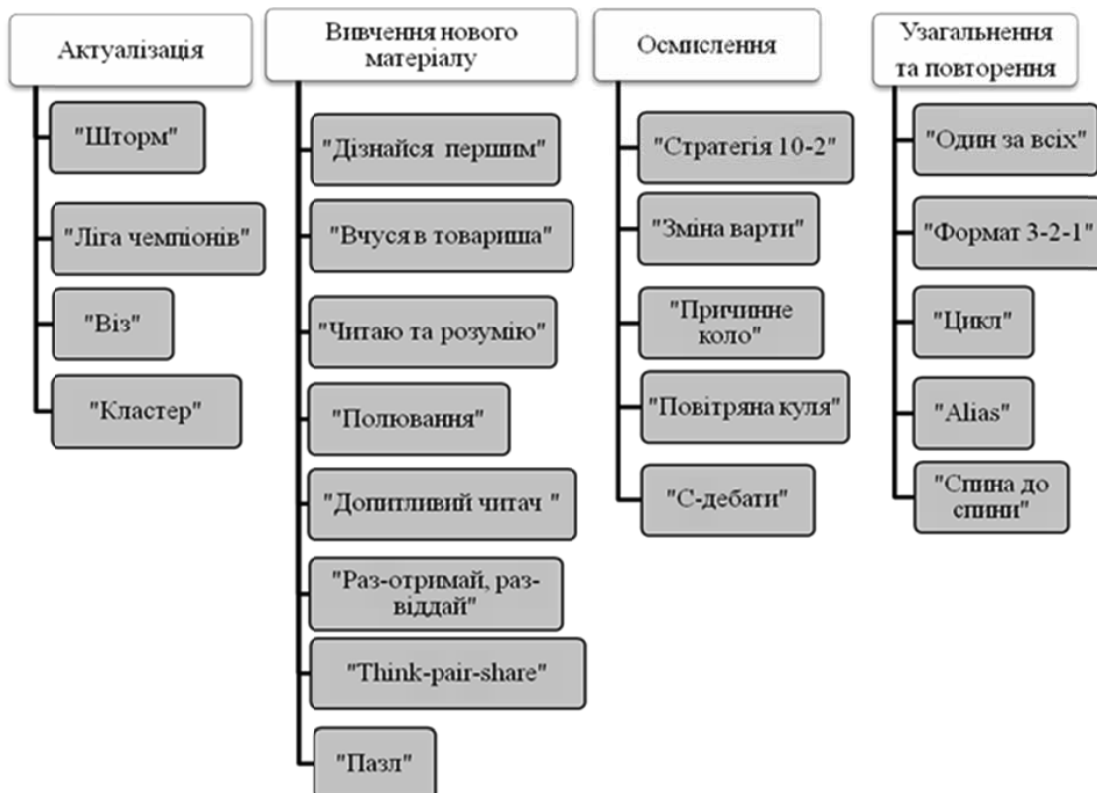 Актуалізація
"Шторм"
"Ліга чемпіонів"
"Віз"
"Кластер"
Вивчення нового
матеріалу
"Дізнайся першим"
"Вчуся в товариша"
"Читаю та розумію"
"Полювання"
"Допитливий читач "
"Раз-отримай, раз-
віддай"
"Think-pair-share"
"Пазл"
Осмислення
"Стратегія 10-2"
"Зміна варти"
"Причинне
коло"
"Повітряна куля"
"С-дебати"
Узагальнення
та повторення
"Один за всіх"
"Формат 3-2-1"
"Цикл"
"Alias"
"Спина до
спини"